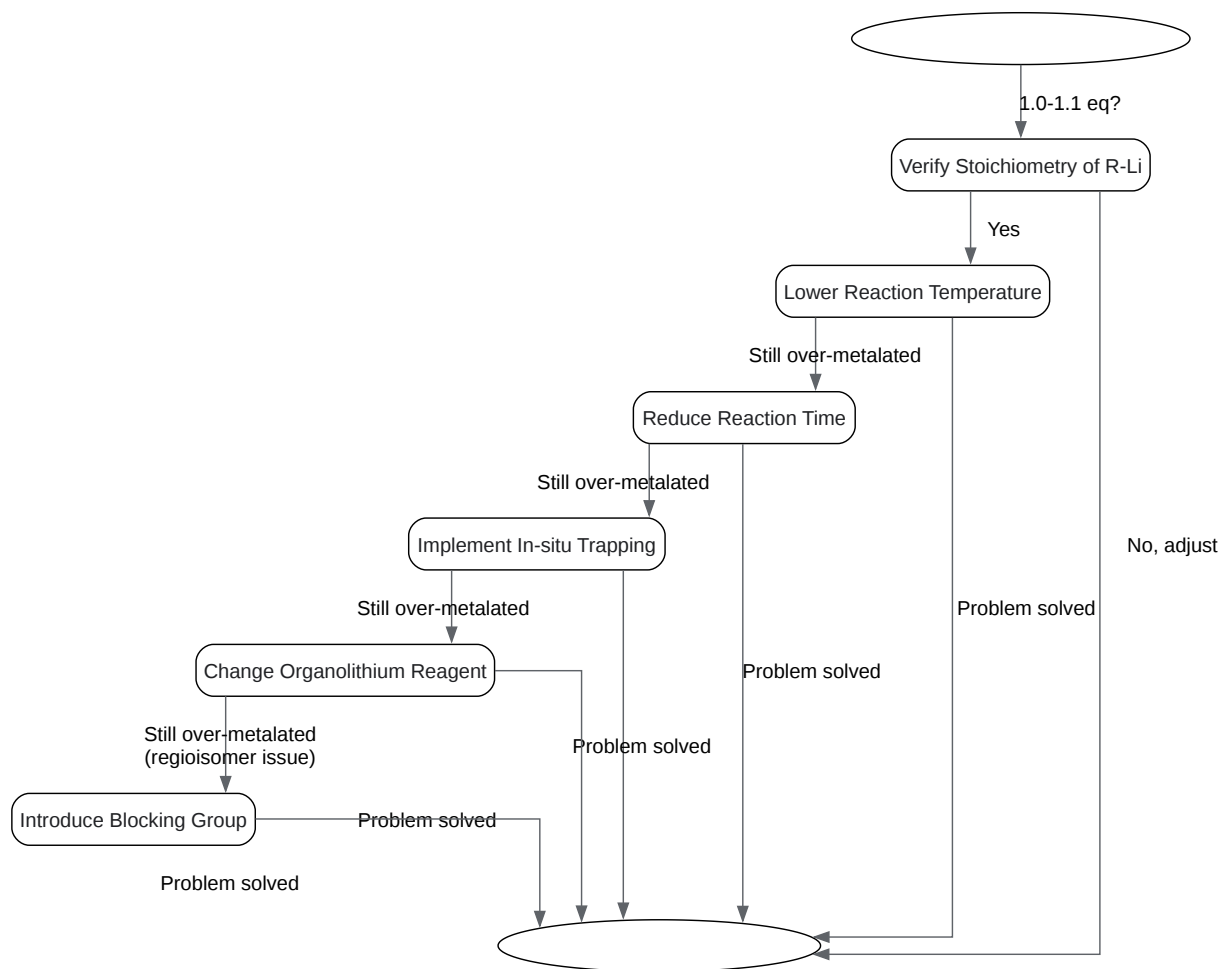 1.0-1.1 eq?
Verify Stoichiometry of R-Li
Yes
Lower Reaction Temperature
Still over-metalated
Reduce Reaction Time
Still over-metalated
Implement In-situ Trapping
No, adjust
Still over-metalated
Problem solved
Change Organolithium Reagent
Problem solved
Still over-metalated
(regioisomer issue)
Problem solved
Introduce Blocking Group
Problem solved
Problem solved